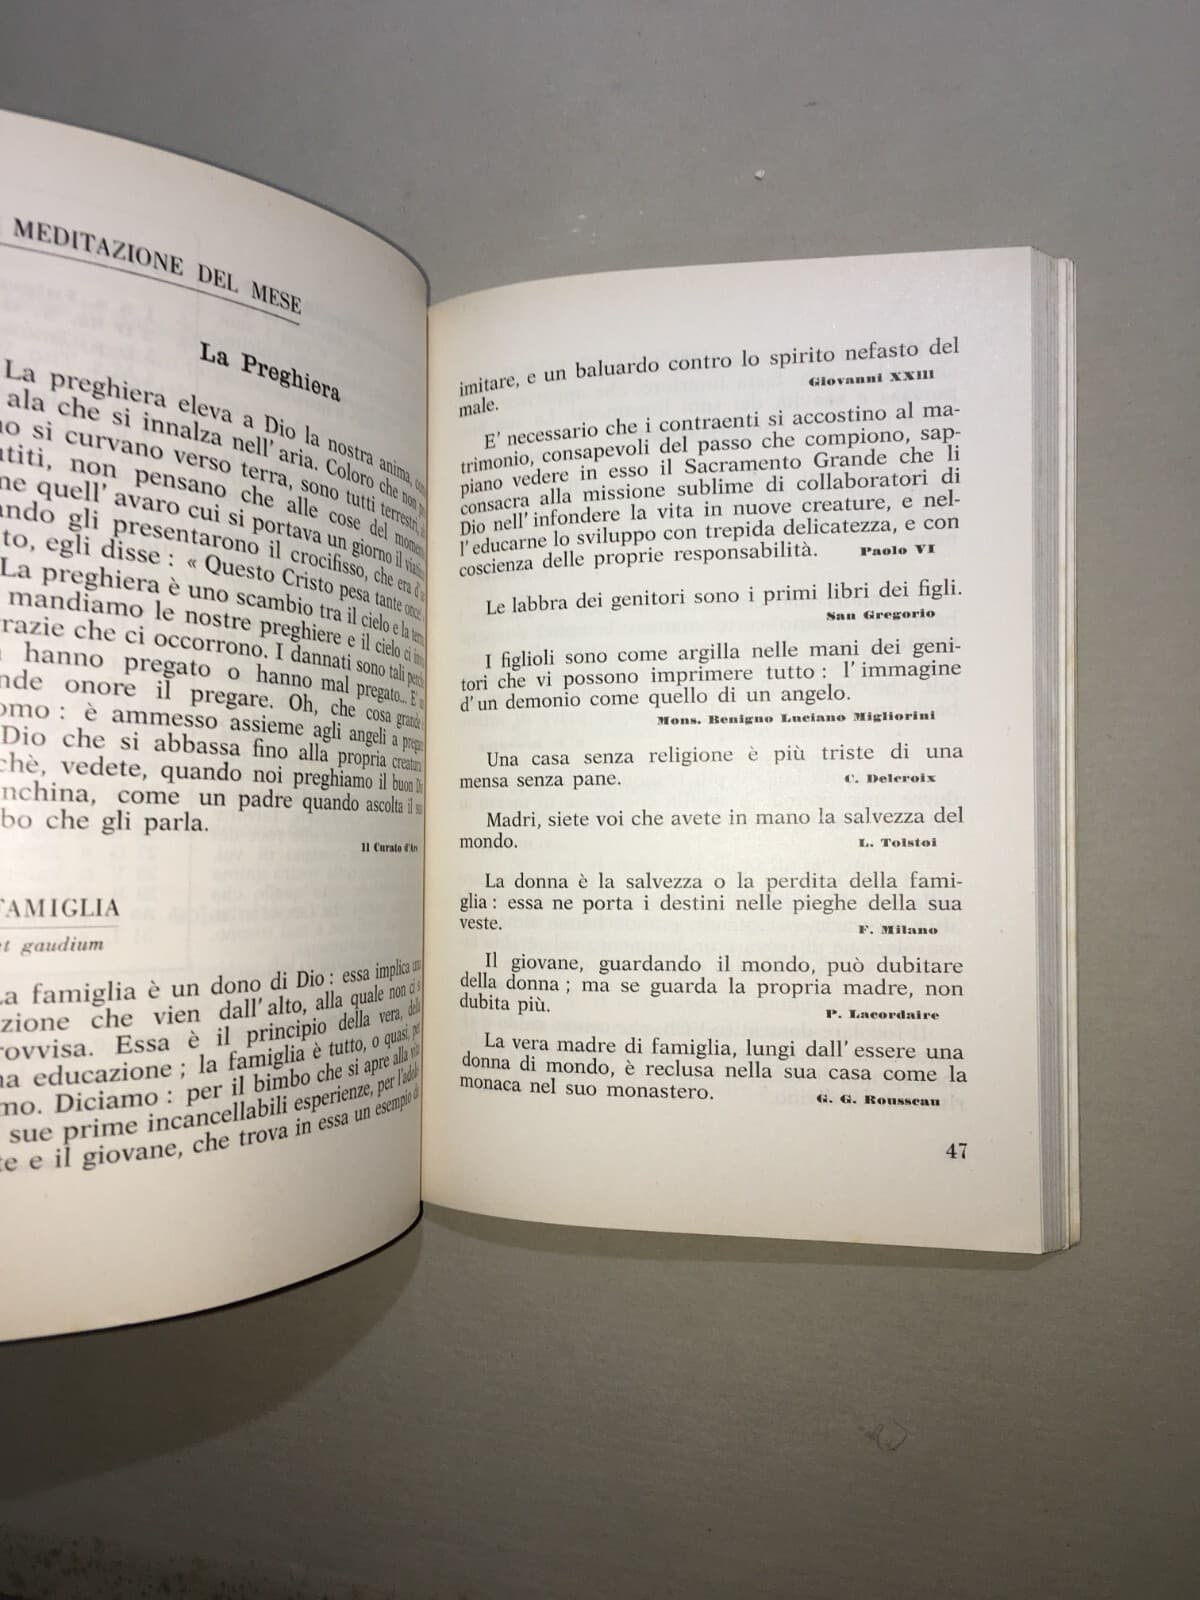 MEDITAZIONE DEL MESE
La Preghiera
La preghiera eleva a Dio la nostra anima,
ala che si innalza nell' aria. Coloro che non
si curvano verso terra, sono tutti terrestri,
non pensano che alle cose del
quell' avaro cui si portava un giorno il
gli presentarono il crocifisso, che era d'
egli disse : « Questo Cristo pesa tante
La preghiera è uno scambio tra il cielo e la
mandiamo le nostre preghiere e il cielo ci
che ci occorrono. I dannati sono tali
hanno pregato o hanno mal pregato... E'
onore il pregare. Oh, che cosa grande
: è ammesso assieme agli angeli a
Dio che si abbassa fino alla propria creatura
vedete, quando noi preghiamo il buon
come un padre quando ascolta il
bo che gli parla.
Il Curato d'Ars
FAMIGLIA
et gaudium
La famiglia è un dono di Dio : essa implica
zione che vien dall' alto, alla quale non ci
Essa è il principio della vera, della
educazione ; la famiglia è tutto, o quasi,
mo. Diciamo : per il bimbo che si apre alla
sue prime incancellabili esperienze, per
e il giovane, che trova in essa un esempio
imitare, e un baluardo contro lo spirito nefasto del
male. Giovanni XXIII
E' necessario che i contraenti si accostino al ma-
trimonio, consapevoli del passo che compiono, sap-
piano vedere in esso il Sacramento Grande che li
consacra alla missione sublime di collaboratori di
Dio nell' infondere la vita in nuove creature, e nel-
l' educarne lo sviluppo con trepida delicatezza, e con
coscienza delle proprie responsabilità. Paolo VI
Le labbra dei genitori sono i primi libri dei figli.
San Gregorio
I figlioli sono come argilla nelle mani dei geni-
tori che vi possono imprimere tutto : l' immagine
d' un demonio come quello di un angelo.
Mons. Benigno Luciano Migliorini
Una casa senza religione è più triste di una
mensa senza pane. C. Delcroix
Madri, siete voi che avete in mano la salvezza del
mondo. L. Tolstoi
La donna è la salvezza o la perdita della fami-
glia : essa ne porta i destini nelle pieghe della sua
veste. F. Milano
Il giovane, guardando il mondo, può dubitare
della donna ; ma se guarda la propria madre, non
dubita più. P. Lacordaire
La vera madre di famiglia, lungi dall' essere una
donna di mondo, è reclusa nella sua casa come la
monaca nel suo monastero. G. G. Rousseau
47